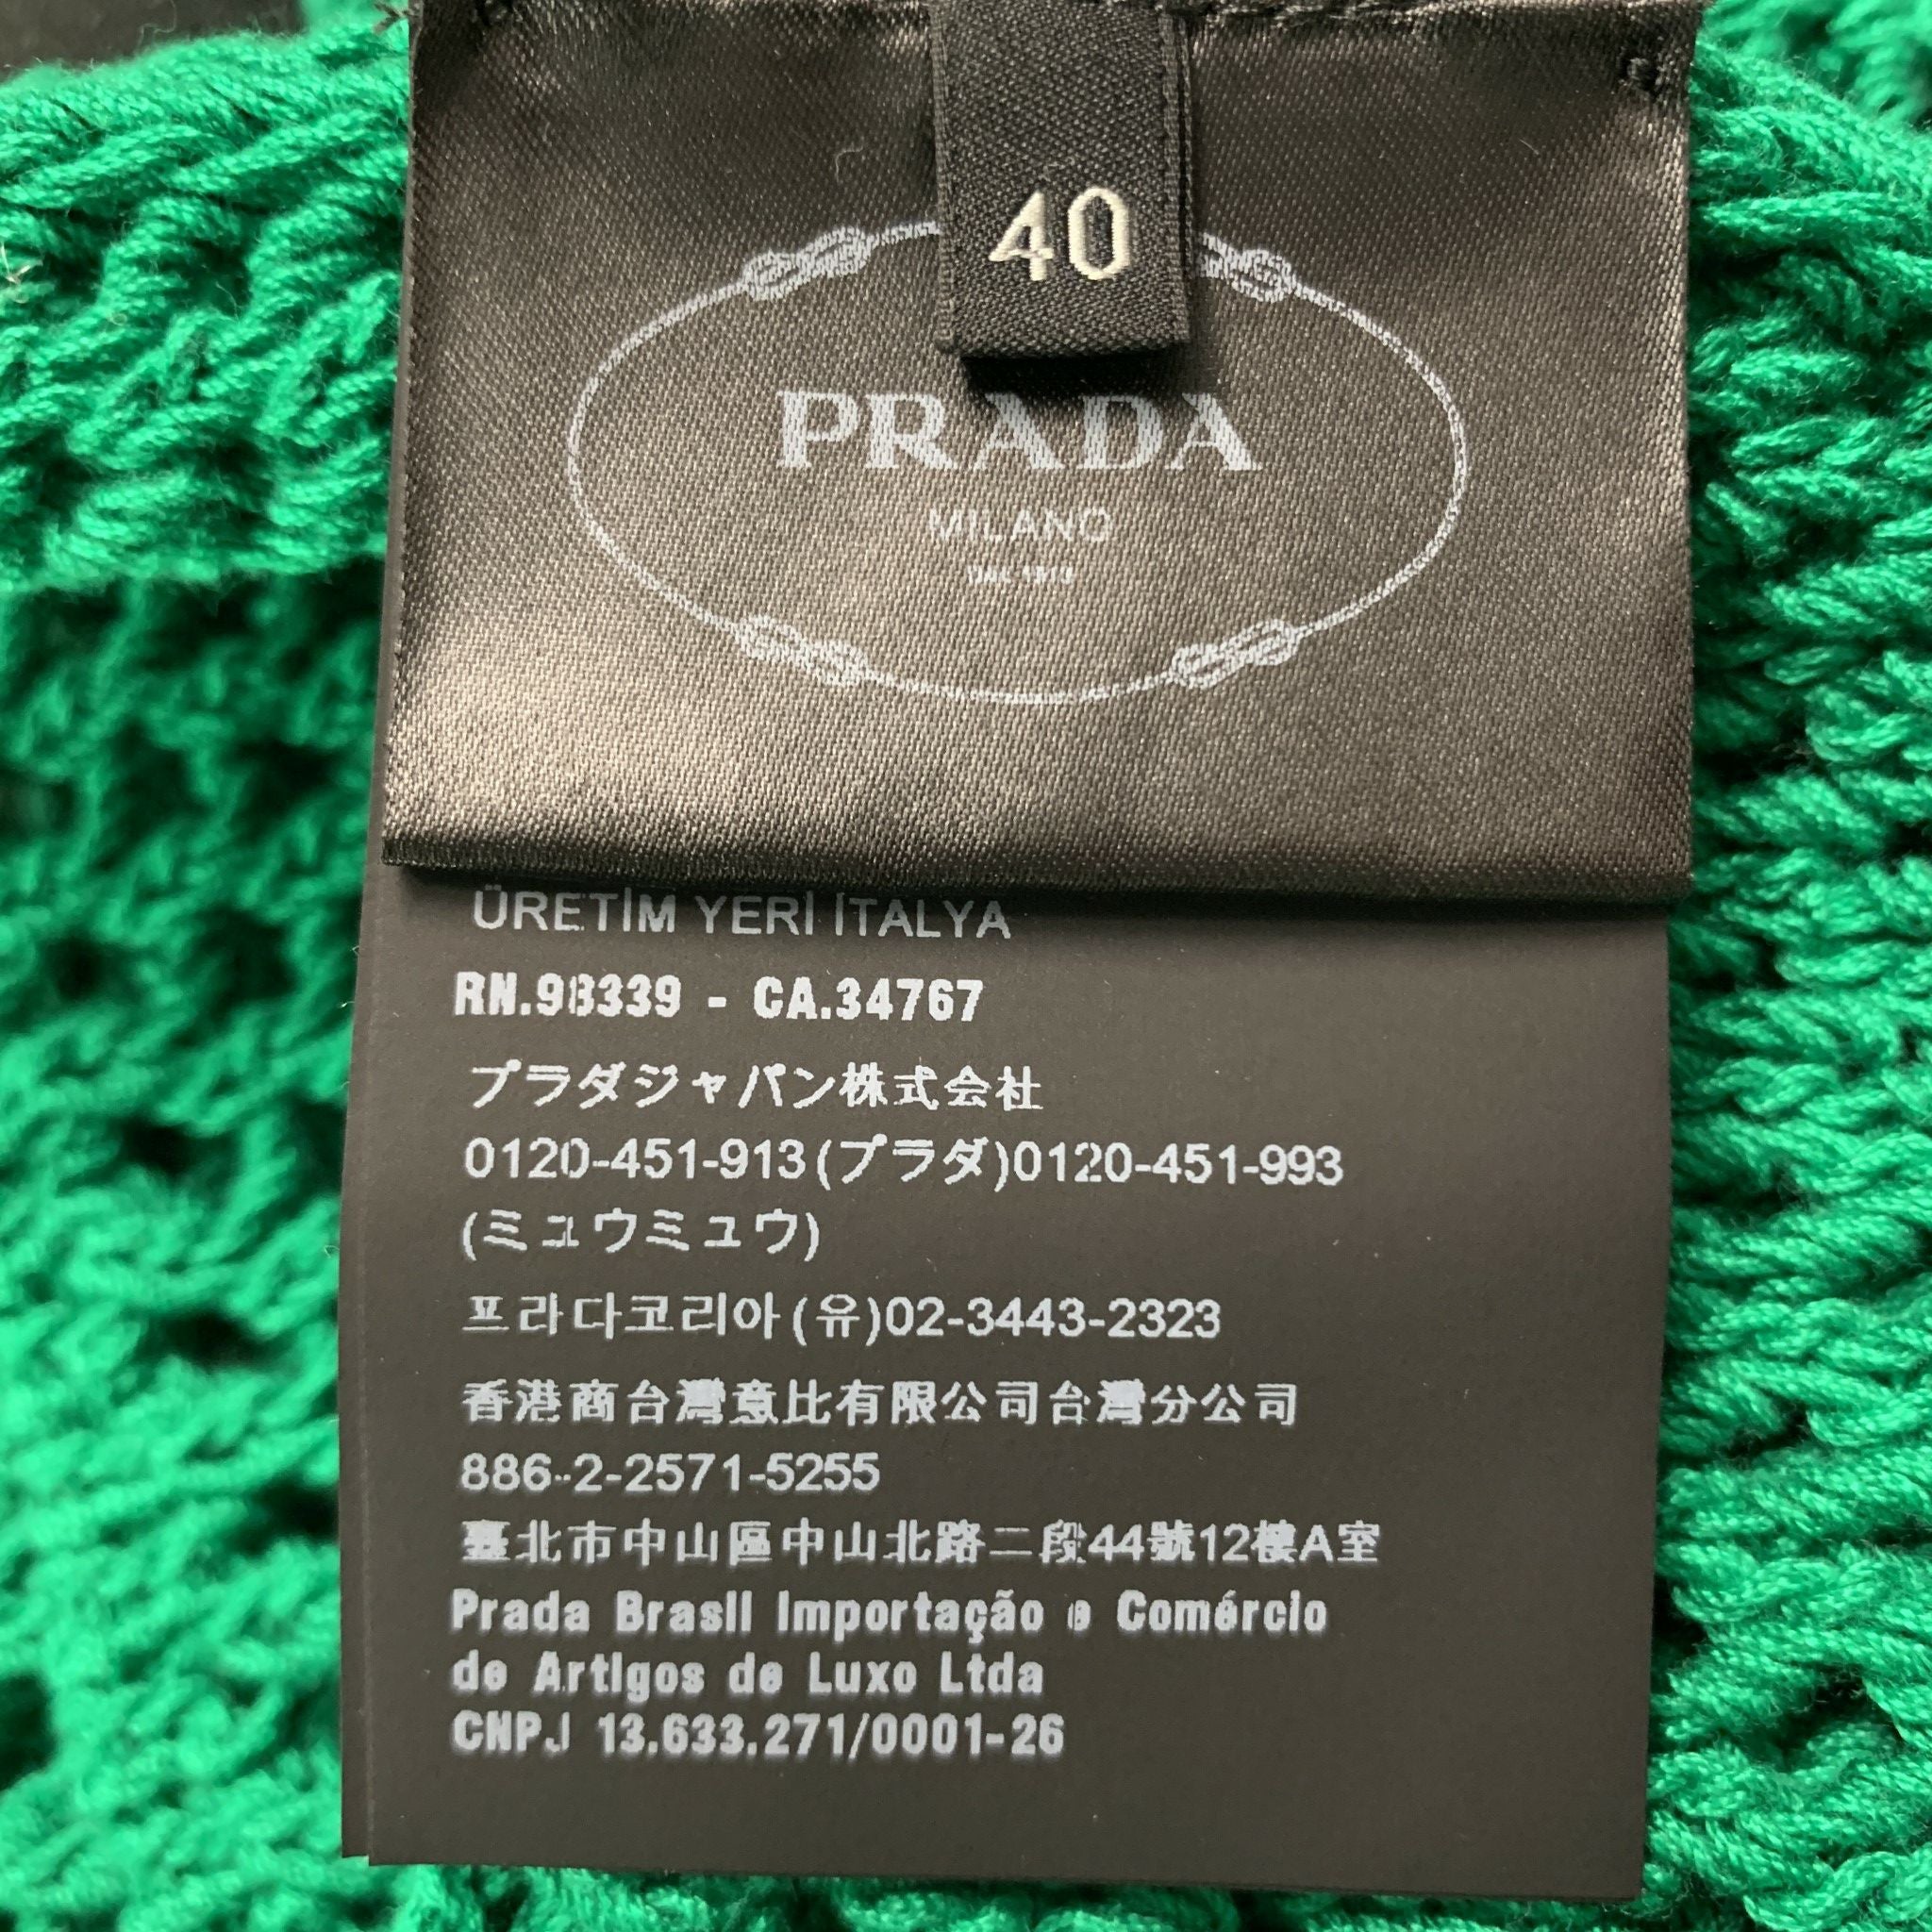 40
PRADA
MILANO
DAL 1913
ÜRETİM YERİ İTALYA
RN.98339 - CA.34767
プラダジャパン株式会社
0120-451-913(プラダ)0120-451-993
(ミュウミュウ)
프라다코리아(유)02-3443-2323
香港商台灣意比有限公司台灣分公司
886-2-2571-5255
臺北市中山區中山北路二段44號12樓A室
Prada Brasil Importação e Comércio
de Artigos de Luxo Ltda
CNPJ 13.633.271/0001-26